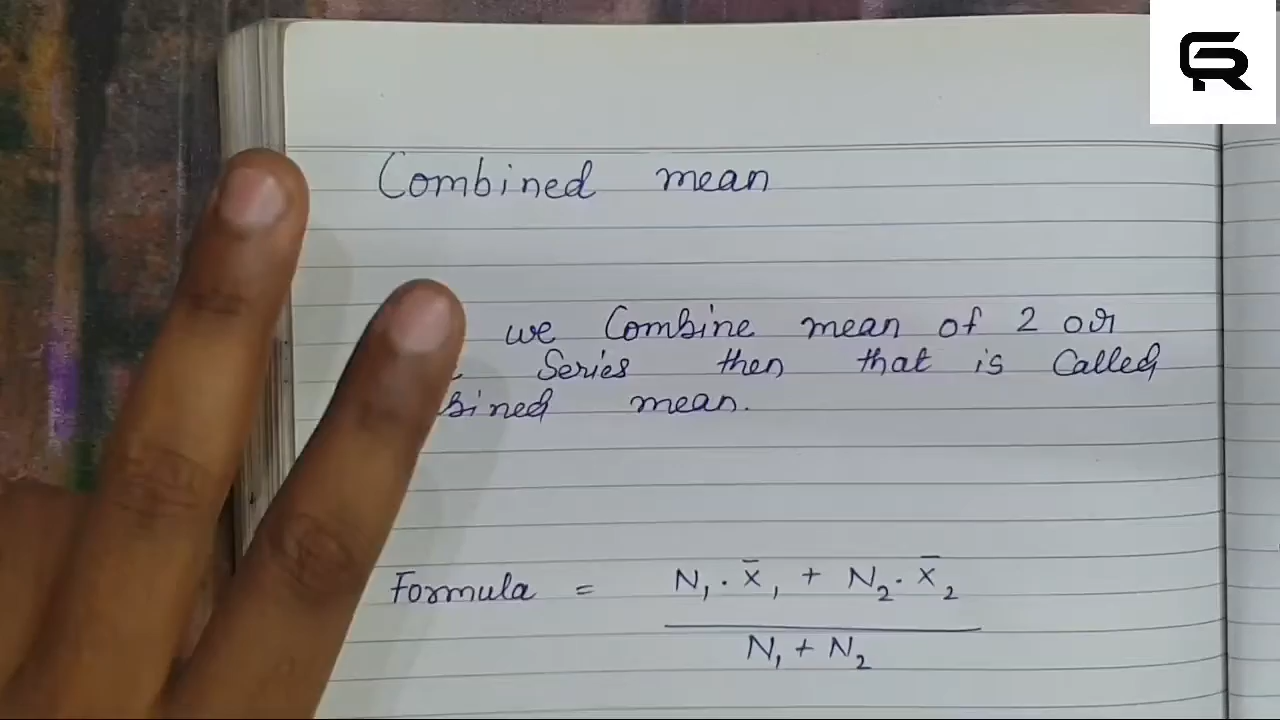 Combined mean
we Combine mean of 2 or
Series then that is Called
bined mean.
Formula = N₁ . x̄₁ + N₂ . x̄₂
N₁ + N₂